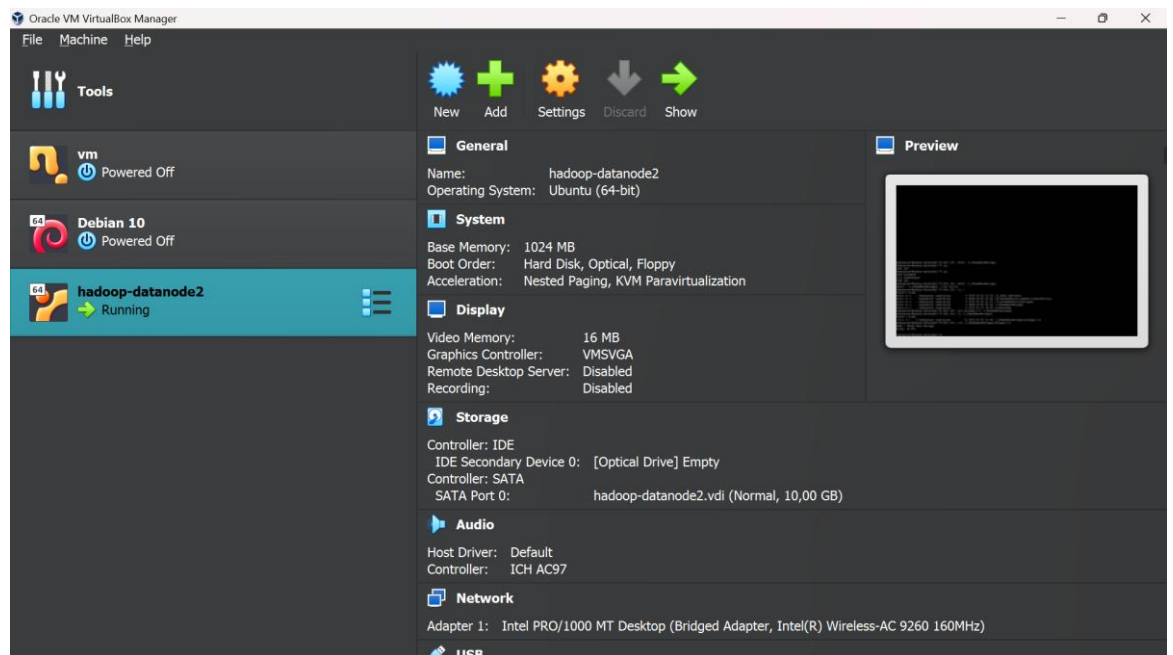 Oracle VM VirtualBox Manager
File Machine Help
Tools
New Add Settings Discard Show
vm
Powered Off
64
Debian 10
Powered Off
64
hadoop-datanode2
Running
General
Name: hadoop-datanode2
Operating System: Ubuntu (64-bit)
System
Base Memory: 1024 MB
Boot Order: Hard Disk, Optical, Floppy
Acceleration: Nested Paging, KVM Paravirtualization
Display
Video Memory: 16 MB
Graphics Controller: VMSVGA
Remote Desktop Server: Disabled
Recording: Disabled
Storage
Controller: IDE
IDE Secondary Device 0: [Optical Drive] Empty
Controller: SATA
SATA Port 0: hadoop-datanode2.vdi (Normal, 10,00 GB)
Audio
Host Driver: Default
Controller: ICH AC97
Network
Adapter 1: Intel PRO/1000 MT Desktop (Bridged Adapter, Intel(R) Wireless-AC 9260 160MHz)
USB
Preview